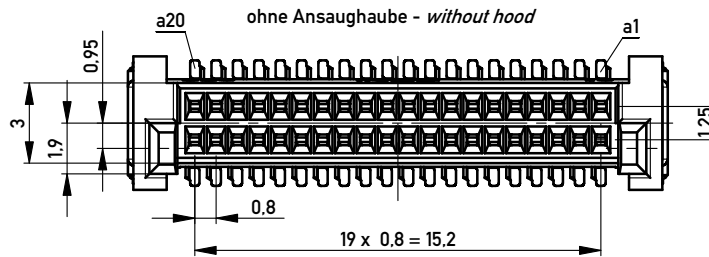 ohne Ansaughaube - without hood
a20
a1
0,95
3
1.9
1,25
0,8
19 x 0,8 = 15,2